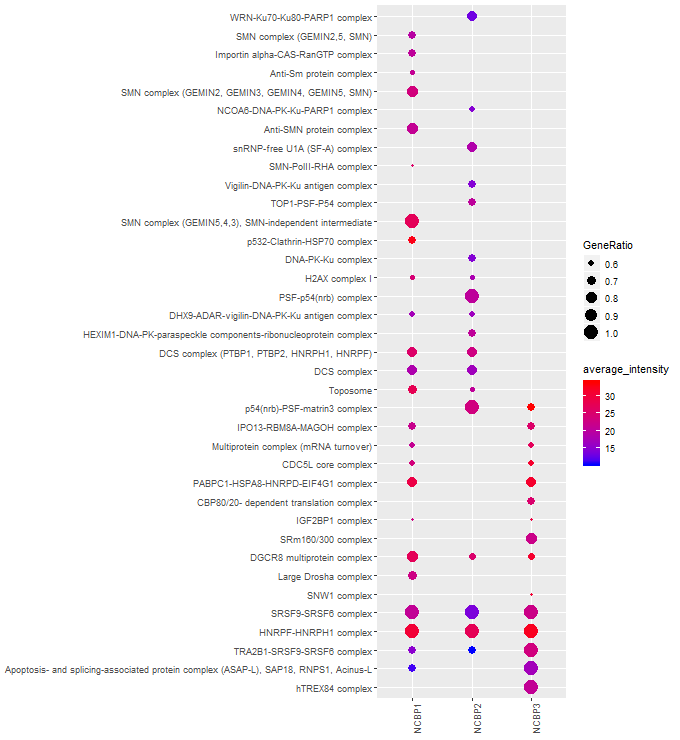 WRN-Ku70-Ku80-PARP1 complex
SMN complex (GEMIN2,5, SMN)
Importin alpha-CAS-RanGTP complex
Anti-Sm protein complex
SMN complex (GEMIN2, GEMIN3, GEMIN4, GEMIN5, SMN)
NCOA6-DNA-PK-Ku-PARP1 complex
Anti-SMN protein complex
snRNP-free U1A (SF-A) complex
SMN-PolII-RHA complex
Vigilin-DNA-PK-Ku antigen complex
TOP1-PSF-P54 complex
SMN complex (GEMIN5,4,3), SMN-independent intermediate
p532-Clathrin-HSP70 complex
DNA-PK-Ku complex
H2AX complex I
PSF-p54(nrb) complex
DHX9-ADAR-vigilin-DNA-PK-Ku antigen complex
HEXIM1-DNA-PK-paraspeckle components-ribonucleoprotein complex
DCS complex (PTBP1, PTBP2, HNRPH1, HNRPF)
DCS complex
Toposome
p54(nrb)-PSF-matrin3 complex
IPO13-RBM8A-MAGOH complex
Multiprotein complex (mRNA turnover)
CDC5L core complex
PABPC1-HSPA8-HNRPD-EIF4G1 complex
CBP80/20- dependent translation complex
IGF2BP1 complex
SRm160/300 complex
DGCR8 multiprotein complex
Large Drosha complex
SNW1 complex
SRSF9-SRSF6 complex
HNRPF-HNRPH1 complex
TRA2B1-SRSF9-SRSF6 complex
Apoptosis- and splicing-associated protein complex (ASAP-L), SAP18, RNPS1, Acinus-L
hTREX84 complex
NCBP1
NCBP2
NCBP3
GeneRatio
0.6
0.7
0.8
0.9
1.0
average_intensity
30
25
20
15